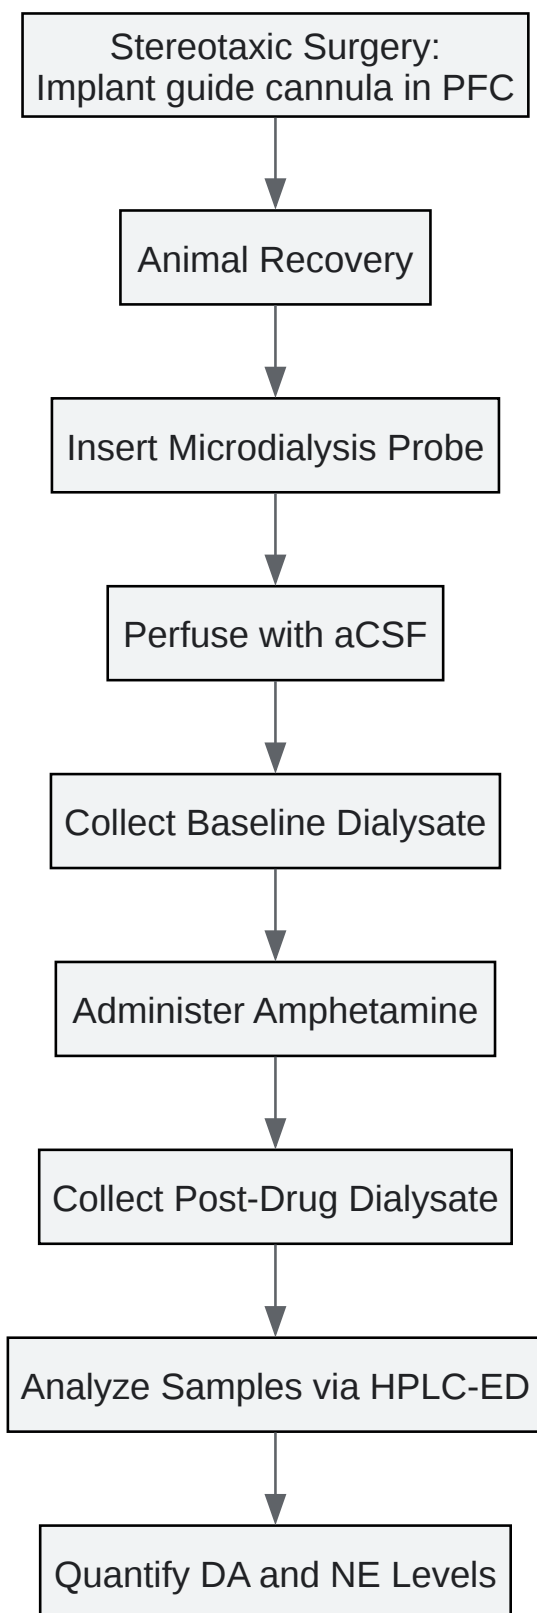 Stereotaxic Surgery:
Implant guide cannula in PFC
Animal Recovery
Insert Microdialysis Probe
Perfuse with aCSF
Collect Baseline Dialysate
Administer Amphetamine
Collect Post-Drug Dialysate
Analyze Samples via HPLC-ED
Quantify DA and NE Levels